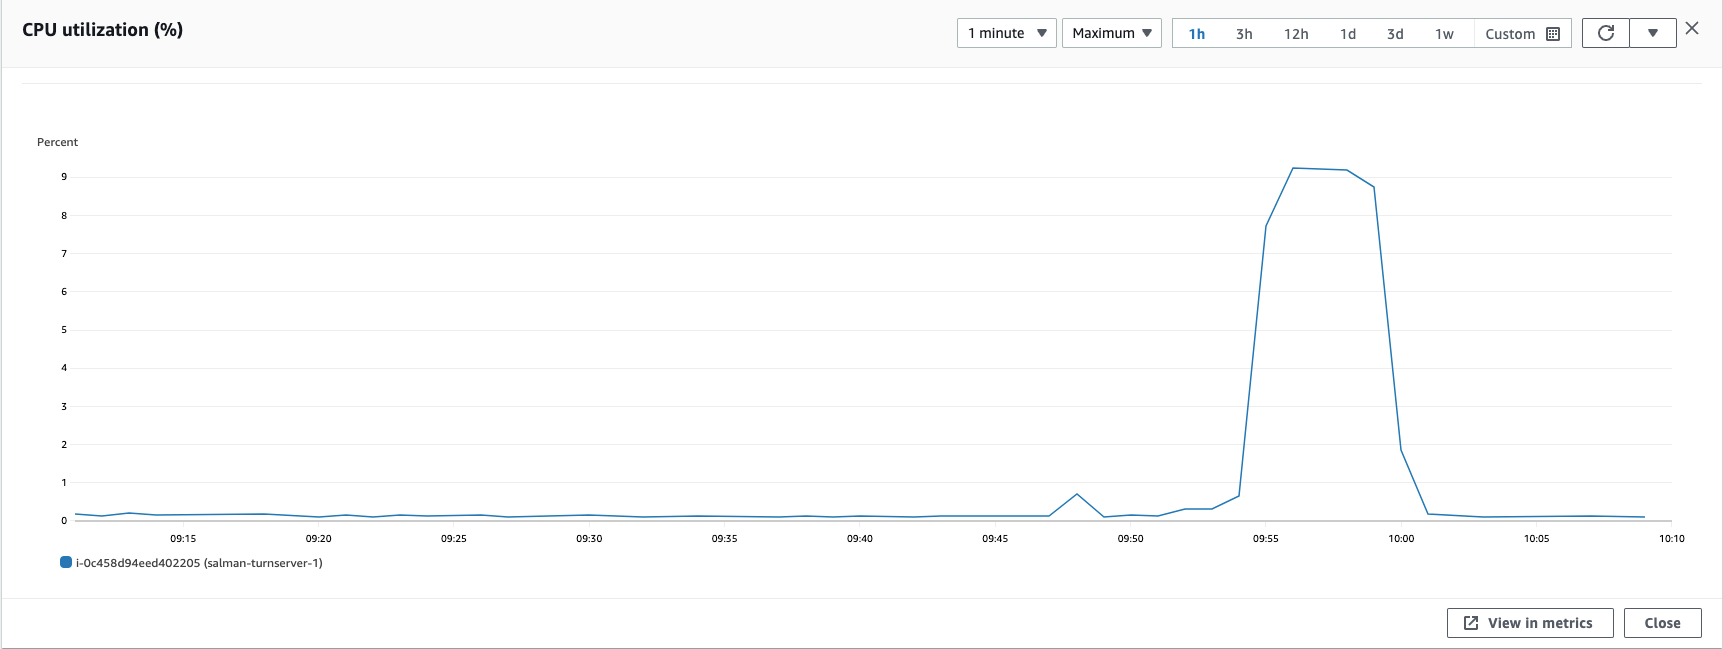 CPU utilization (%)
1 minute Maximum 1h 3h 12h 1d 3d 1w Custom
Percent
9
8
7
6
5
4
3
2
1
0
09:15 09:20 09:25 09:30 09:35 09:40 09:45 09:50 09:55 10:00 10:05 10:10
i-0c458d94eed402205 (salman-turnserver-1)
View in metrics Close